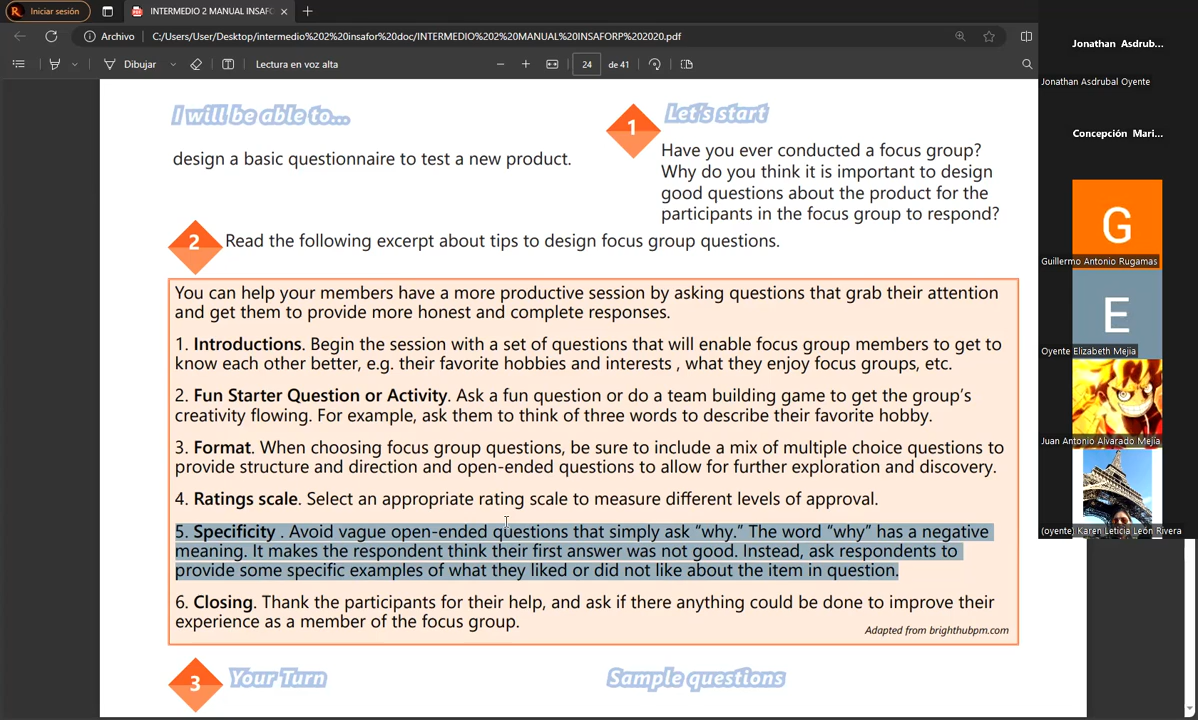 Iniciar sesión
INTERMEDIO 2 MANUAL INSAFO
Archivo
C:/Users/User/Desktop/intermedio%202%20insafor%20doc/INTERMEDIO%202%20MANUAL%20INSAFORP%202020.pdf
Dibujar
Lectura en voz alta
24
de 41
I will be able to...
design a basic questionnaire to test a new product.
1
Let's start
Have you ever conducted a focus group?
Why do you think it is important to design
good questions about the product for the
participants in the focus group to respond?
2
Read the following excerpt about tips to design focus group questions.
You can help your members have a more productive session by asking questions that grab their attention
and get them to provide more honest and complete responses.
1. Introductions. Begin the session with a set of questions that will enable focus group members to get to
know each other better, e.g. their favorite hobbies and interests , what they enjoy focus groups, etc.
2. Fun Starter Question or Activity. Ask a fun question or do a team building game to get the group’s
creativity flowing. For example, ask them to think of three words to describe their favorite hobby.
3. Format. When choosing focus group questions, be sure to include a mix of multiple choice questions to
provide structure and direction and open-ended questions to allow for further exploration and discovery.
4. Ratings scale. Select an appropriate rating scale to measure different levels of approval.
5. Specificity . Avoid vague open-ended questions that simply ask “why.” The word “why” has a negative
meaning. It makes the respondent think their first answer was not good. Instead, ask respondents to
provide some specific examples of what they liked or did not like about the item in question.
6. Closing. Thank the participants for their help, and ask if there anything could be done to improve their
experience as a member of the focus group.
Adapted from brighthubpm.com
3
Your Turn
Sample questions
Jonathan Asdrub...
Jonathan Asdrubal Oyente
Concepción Mari...
G
Guillermo Antonio Rugamas
E
Oyente Elizabeth Mejia
Juan Antonio Alvarado Mejía
(oyente) Karen Leticia León Rivera